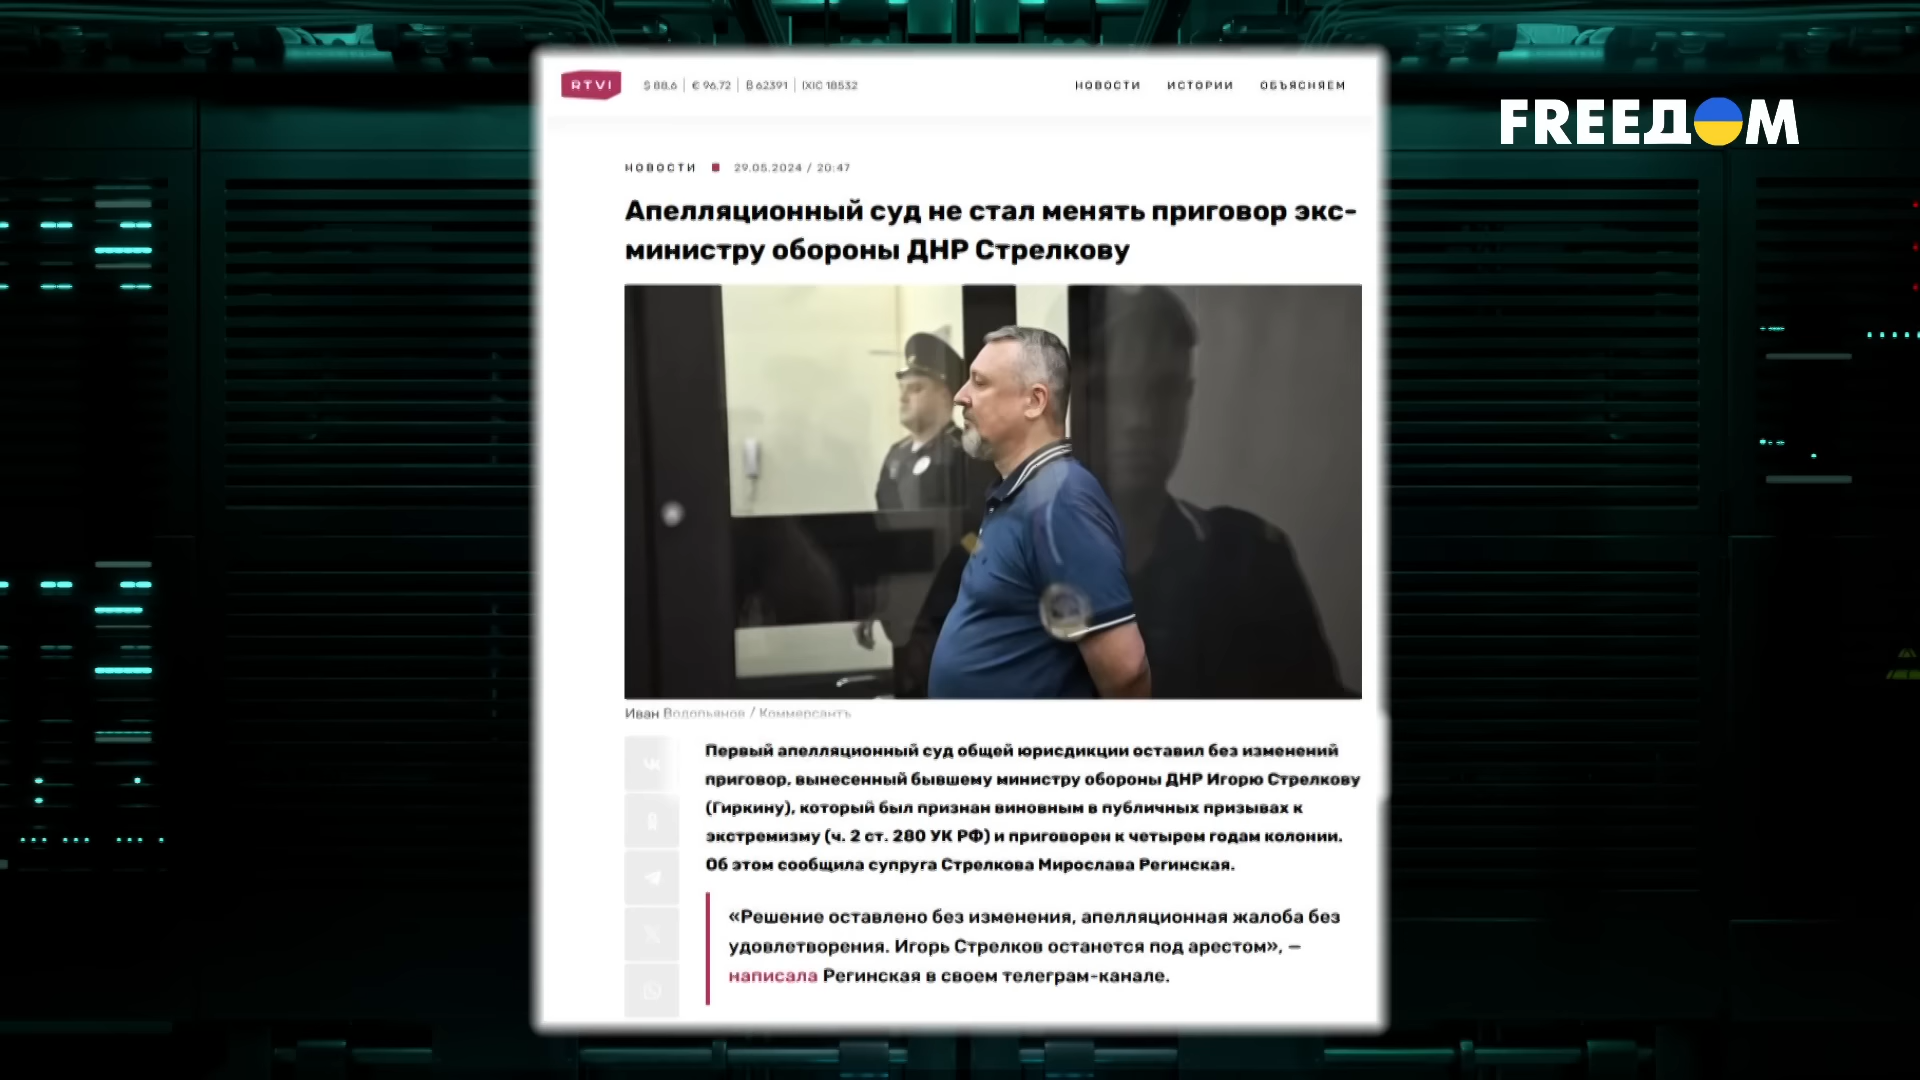 RTVI
$ 88.6 | € 96.72 | ₿ 62391 | IXIC 18532
НОВОСТИ ИСТОРИИ ОБЪЯСНЯЕМ
FREEДOM
НОВОСТИ 29.05.2024 / 20:47
Апелляционный суд не стал менять приговор экс-
министру обороны ДНР Стрелкову
Иван Водопьянов / Коммерсантъ
Первый апелляционный суд общей юрисдикции оставил без изменений
приговор, вынесенный бывшему министру обороны ДНР Игорю Стрелкову
(Гиркину), который был признан виновным в публичных призывах к
экстремизму (ч. 2 ст. 280 УК РФ) и приговорен к четырем годам колонии.
Об этом сообщила супруга Стрелкова Мирослава Регинская.
«Решение оставлено без изменения, апелляционная жалоба без
удовлетворения. Игорь Стрелков останется под арестом», —
написала Регинская в своем телеграм-канале.